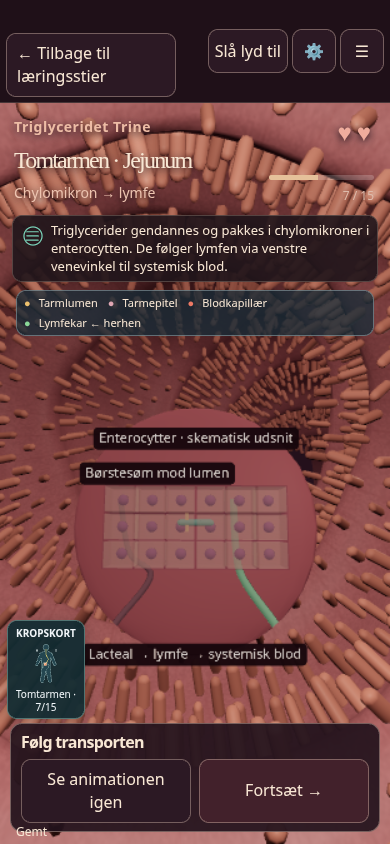 ← Tilbage til
læringsstier
Slå lyd til
Triglyceridet Trine
Tomtarmen · Jejunum
Chylomikron → lymfe
7 / 15
Triglycerider gendannes og pakkes i chylomikroner i
enterocytten. De følger lymfen via venstre
venevinkel til systemisk blod.
Tarmlumen
Tarmepitel
Blodkapillær
Lymfekar ← herhen
Enterocytter · skematisk udsnit
Børstesøm mod lumen
Lacteal → lymfe → systemisk blod
KROPSKORT
Tomtarmen ·
7/15
Følg transporten
Se animationen
igen
Fortsæt →
Gemt